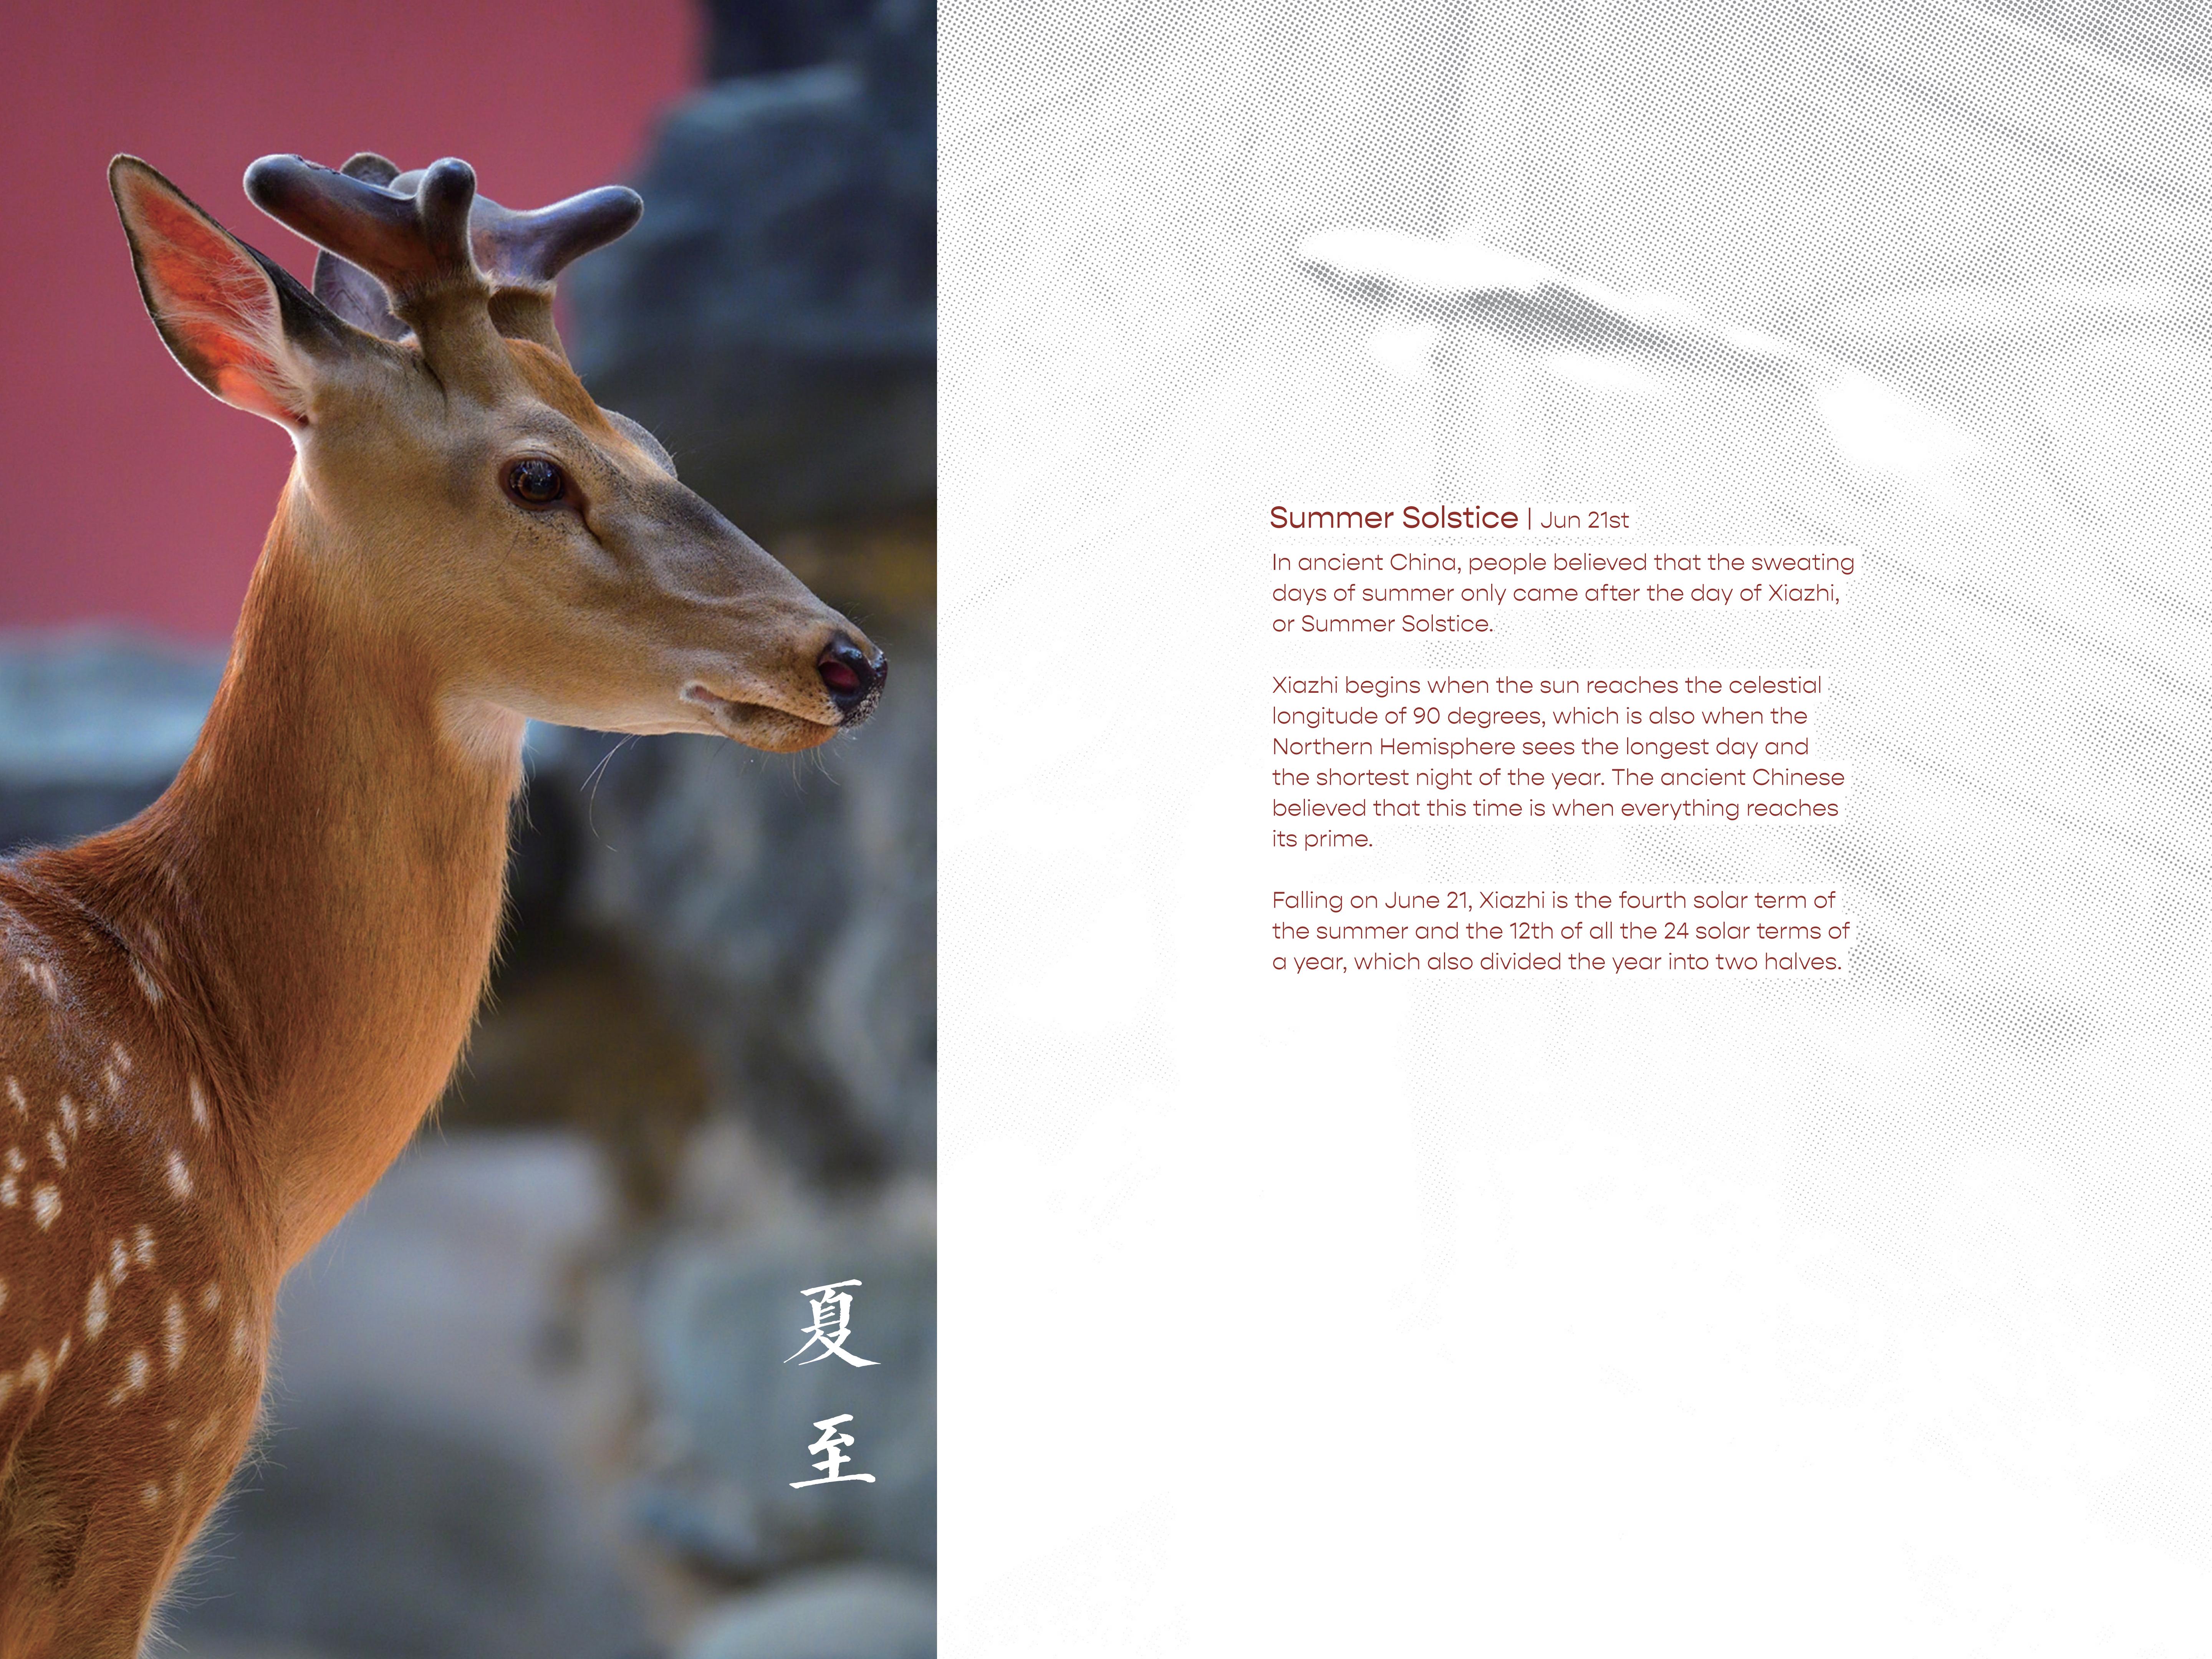 夏
至
Summer Solstice | Jun 21st
In ancient China, people believed that the sweating
days of summer only came after the day of Xiazhi,
or Summer Solstice.
Xiazhi begins when the sun reaches the celestial
longitude of 90 degrees, which is also when the
Northern Hemisphere sees the longest day and
the shortest night of the year. The ancient Chinese
believed that this time is when everything reaches
its prime.
Falling on June 21, Xiazhi is the fourth solar term of
the summer and the 12th of all the 24 solar terms of
a year, which also divided the year into two halves.